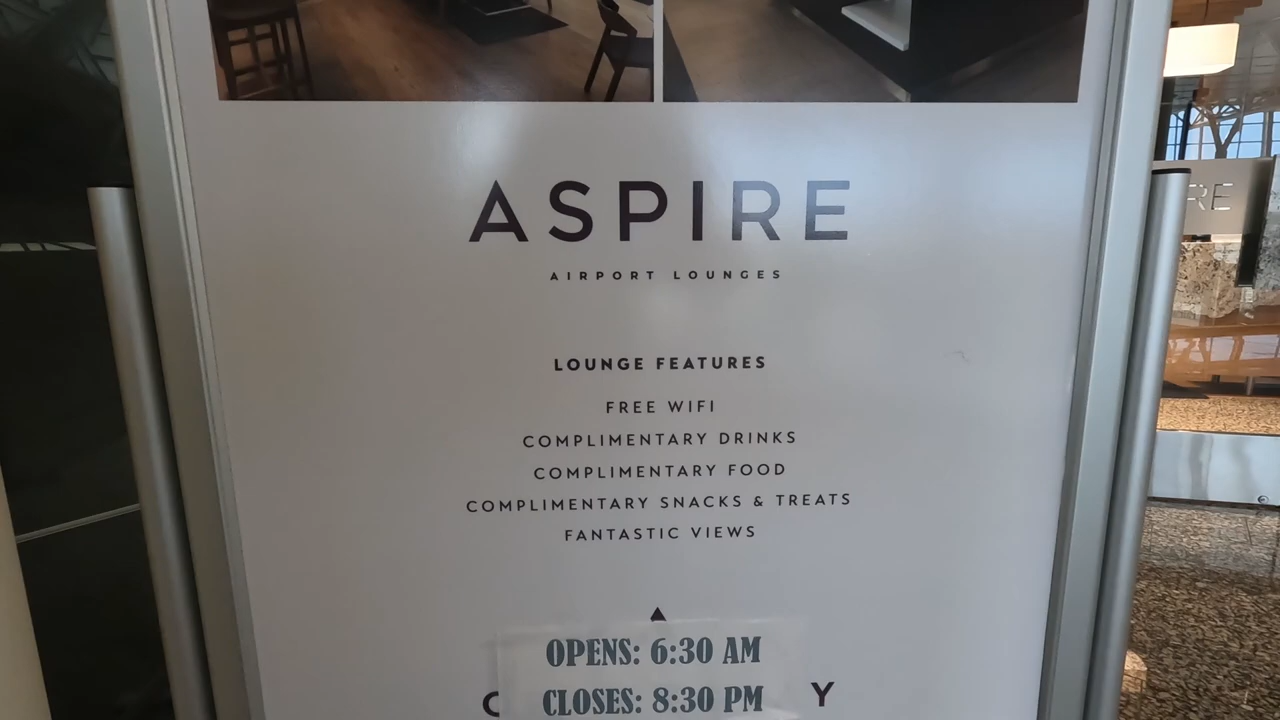 ASPIRE
AIRPORT LOUNGES
RE
LOUNGE FEATURES
FREE WIFI
COMPLIMENTARY DRINKS
COMPLIMENTARY FOOD
COMPLIMENTARY SNACKS & TREATS
FANTASTIC VIEWS
OPENS: 6:30 AM
CLOSES: 8:30 PM